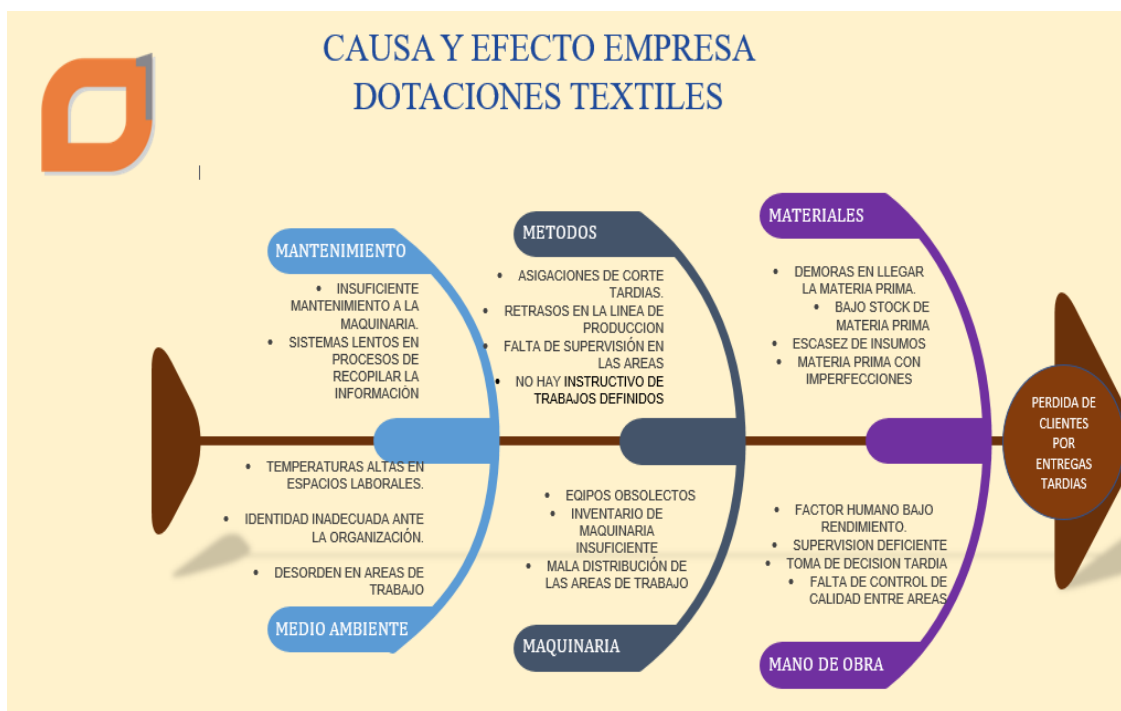 CAUSA Y EFECTO EMPRESA
DOTACIONES TEXTILES
MANTENIMIENTO
• INSUFICIENTE
MANTENIMIENTO A LA
MAQUINARIA.
• SISTEMAS LENTOS EN
PROCESOS DE
RECOPILAR LA
INFORMACIÒN
METODOS
• ASIGACIONES DE CORTE
TARDIAS.
• RETRASOS EN LA LINEA DE
PRODUCCION
• FALTA DE SUPERVISIÓN EN
LAS AREAS
• NO HAY INSTRUCTIVO DE
TRABAJOS DEFINIDOS
MATERIALES
• DEMORAS EN LLEGAR
LA MATERIA PRIMA.
• BAJO STOCK DE
MATERIA PRIMA
• ESCASEZ DE INSUMOS
• MATERIA PRIMA CON
IMPERFECCIONES
PERDIDA DE
CLIENTES
POR
ENTREGAS
TARDIAS
• TEMPERATURAS ALTAS EN
ESPACIOS LABORALES.
• IDENTIDAD INADECUADA ANTE
LA ORGANIZACIÓN.
• DESORDEN EN AREAS DE
TRABAJO
MEDIO AMBIENTE
• EQIPOS OBSOLECTOS
• INVENTARIO DE
MAQUINARIA
INSUFICIENTE
• MALA DISTRIBUCIÓN DE
LAS AREAS DE TRABAJO
MAQUINARIA
• FACTOR HUMANO BAJO
RENDIMIENTO.
• SUPERVISION DEFICIENTE
• TOMA DE DECISION TARDIA
• FALTA DE CONTROL DE
CALIDAD ENTRE AREAS
MANO DE OBRA